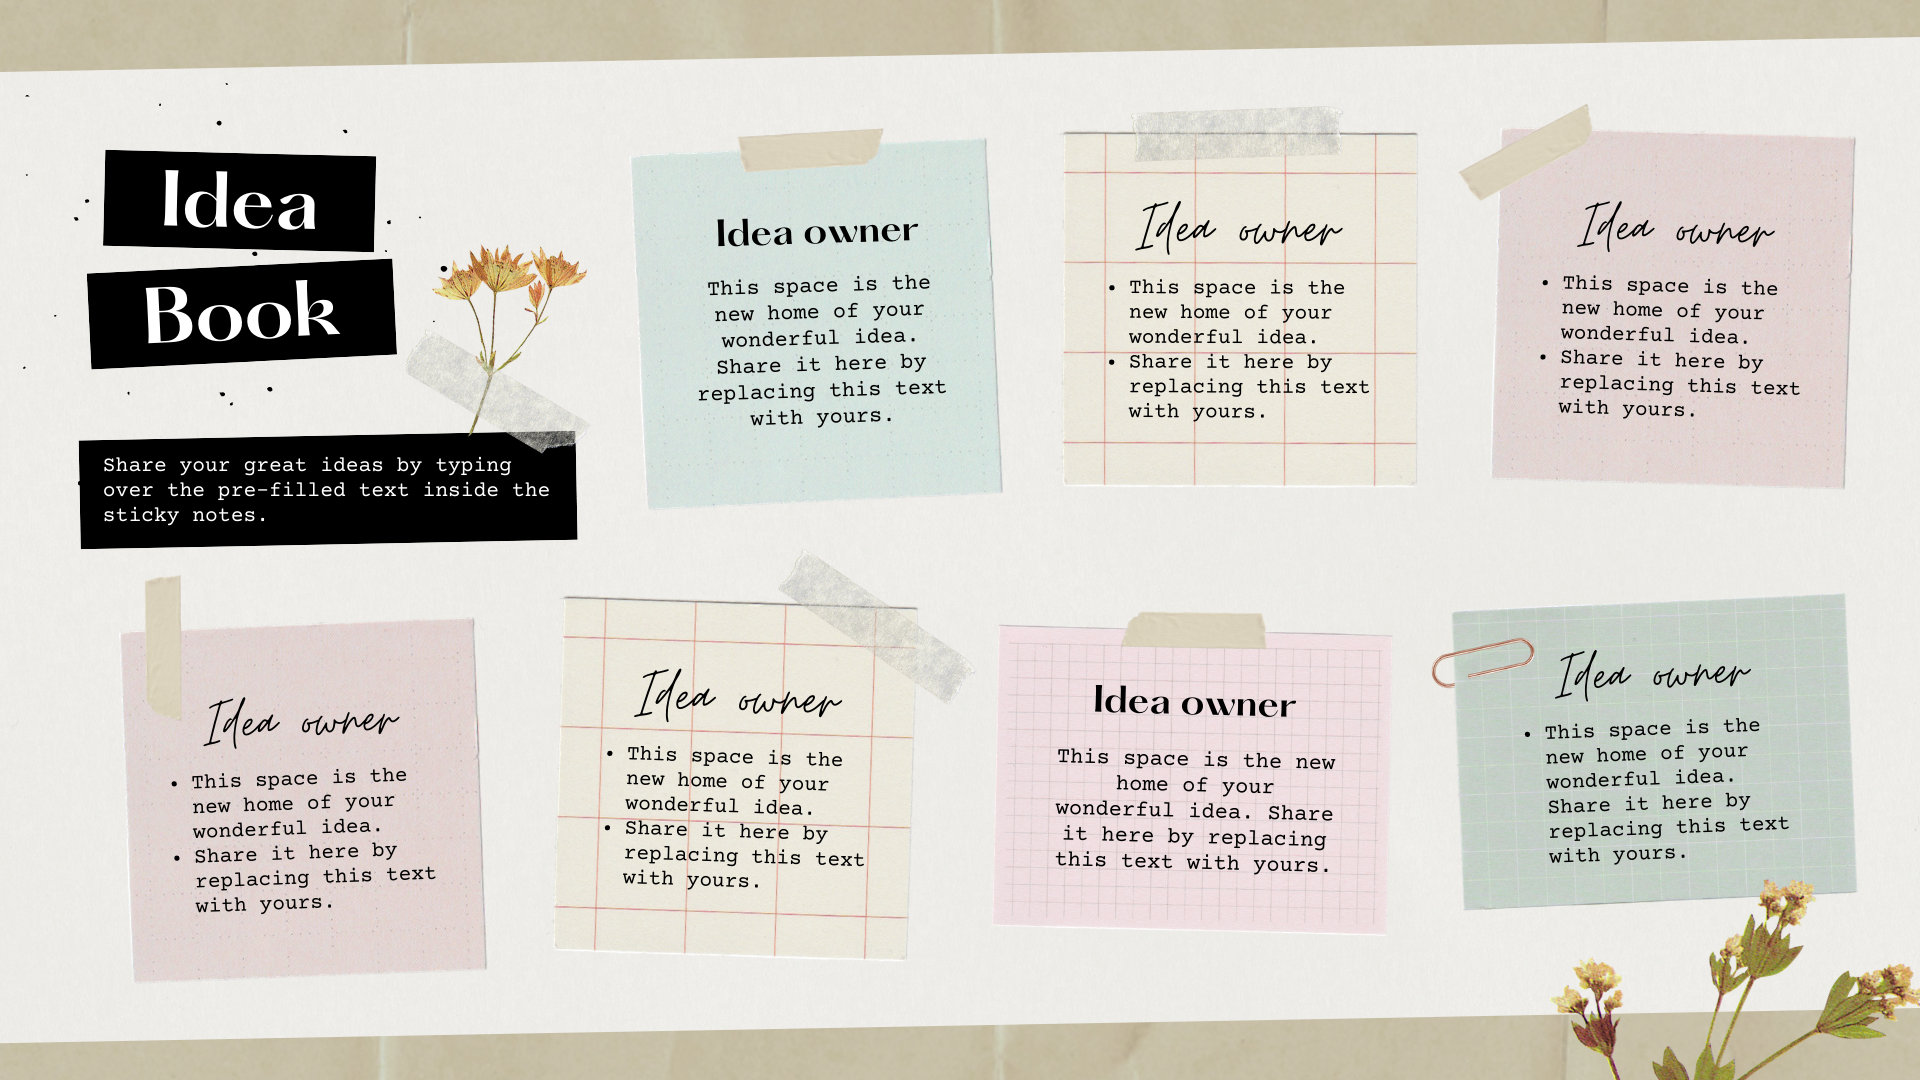 Idea
Book
Share your great ideas by typing
over the pre-filled text inside the
sticky notes.
Idea owner
This space is the
new home of your
wonderful idea.
Share it here by
replacing this text
with yours.
Idea owner
• This space is the
new home of your
wonderful idea.
• Share it here by
replacing this text
with yours.
Idea owner
• This space is the
new home of your
wonderful idea.
• Share it here by
replacing this text
with yours.
Idea owner
• This space is the
new home of your
wonderful idea.
• Share it here by
replacing this text
with yours.
Idea owner
• This space is the
new home of your
wonderful idea.
• Share it here by
replacing this text
with yours.
Idea owner
This space is the new
home of your
wonderful idea. Share
it here by replacing
this text with yours.
Idea owner
• This space is the
new home of your
wonderful idea.
Share it here by
replacing this text
with yours.